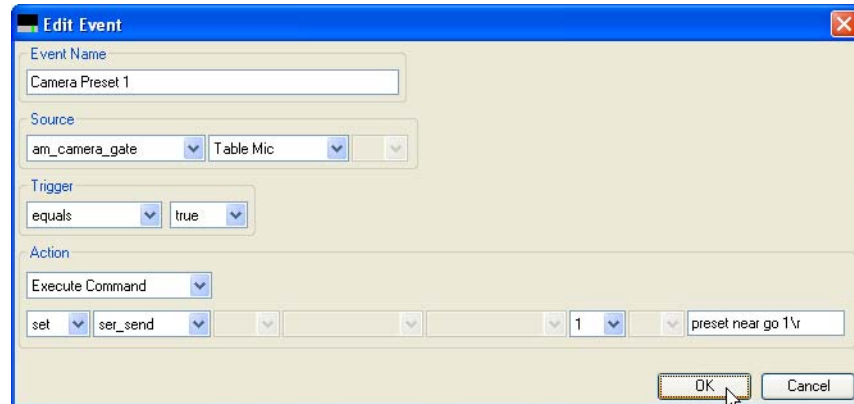 Edit Event
Event Name
Camera Preset 1
Source
am_camera_gate Table Mic
Trigger
equals true
Action
Execute Command
set ser_send 1 preset near go 1\r
OK Cancel